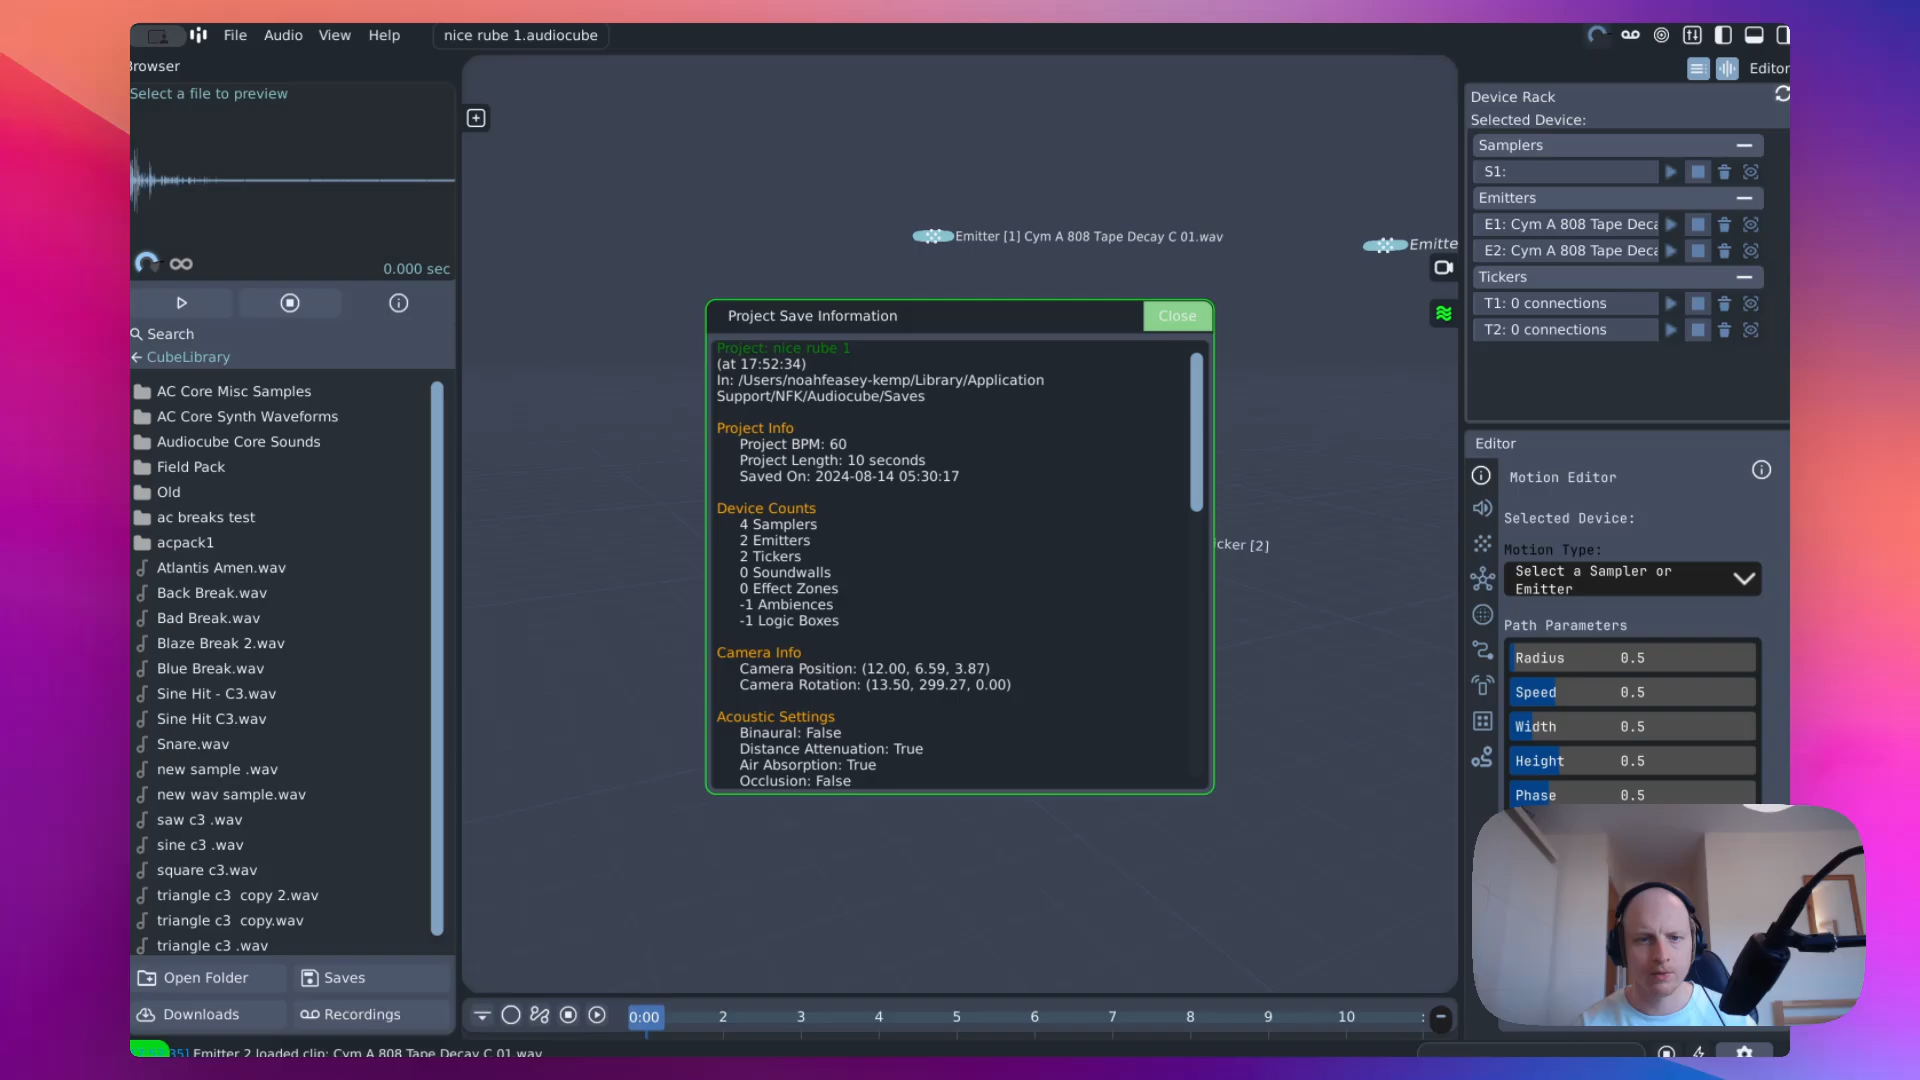 File Audio View Help nice rube 1.audiocube
Browser
Select a file to preview
0.000 sec
Search
CubeLibrary
AC Core Misc Samples
AC Core Synth Waveforms
Audiocube Core Sounds
Field Pack
Old
ac breaks test
acpack1
Atlantis Amen.wav
Back Break.wav
Bad Break.wav
Blaze Break 2.wav
Blue Break.wav
Sine Hit - C3.wav
Sine Hit C3.wav
Snare.wav
new sample .wav
new wav sample.wav
saw c3 .wav
sine c3 .wav
square c3.wav
triangle c3  copy 2.wav
triangle c3  copy.wav
triangle c3 .wav
Open Folder Saves
Downloads Recordings
35] Emitter 2 loaded clip: Cym A 808 Tape Decay C 01.wav
Emitter [1] Cym A 808 Tape Decay C 01.wav
Emitte
Project Save Information Close
Project: nice rube 1
(at 17:52:34)
In: /Users/noahfeasey-kemp/Library/Application
Support/NFK/Audiocube/Saves
Project Info
Project BPM: 60
Project Length: 10 seconds
Saved On: 2024-08-14 05:30:17
Device Counts
4 Samplers
2 Emitters
2 Tickers
0 Soundwalls
0 Effect Zones
-1 Ambiences
-1 Logic Boxes
Camera Info
Camera Position: (12.00, 6.59, 3.87)
Camera Rotation: (13.50, 299.27, 0.00)
Acoustic Settings
Binaural: False
Distance Attenuation: True
Air Absorption: True
Occlusion: False
icker [2]
0:00 2 3 4 5 6 7 8 9 10 :
Editor
Device Rack
Selected Device:
Samplers
S1:
Emitters
E1: Cym A 808 Tape Deca
E2: Cym A 808 Tape Deca
Tickers
T1: 0 connections
T2: 0 connections
Editor
Motion Editor
Selected Device:
Motion Type:
Select a Sampler or
Emitter
Path Parameters
Radius 0.5
Speed 0.5
Width 0.5
Height 0.5
Phase 0.5